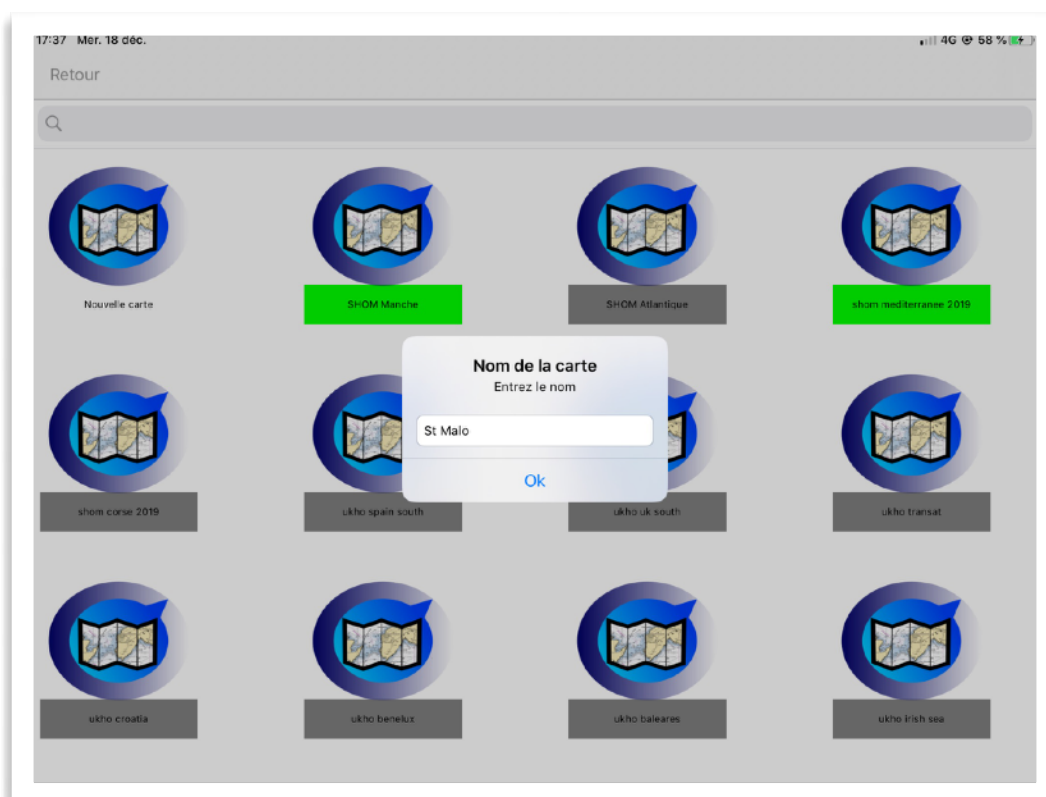 17:37 Mer. 18 déc.
4G 58 %
Retour
Nouvelle carte
SHOM Manche
SHOM Atlantique
shom mediterranee 2019
Nom de la carte
Entrez le nom
St Malo
Ok
shom corse 2019
ukho spain south
ukho uk south
ukho transat
ukho croatia
ukho benelux
ukho baleares
ukho irish sea